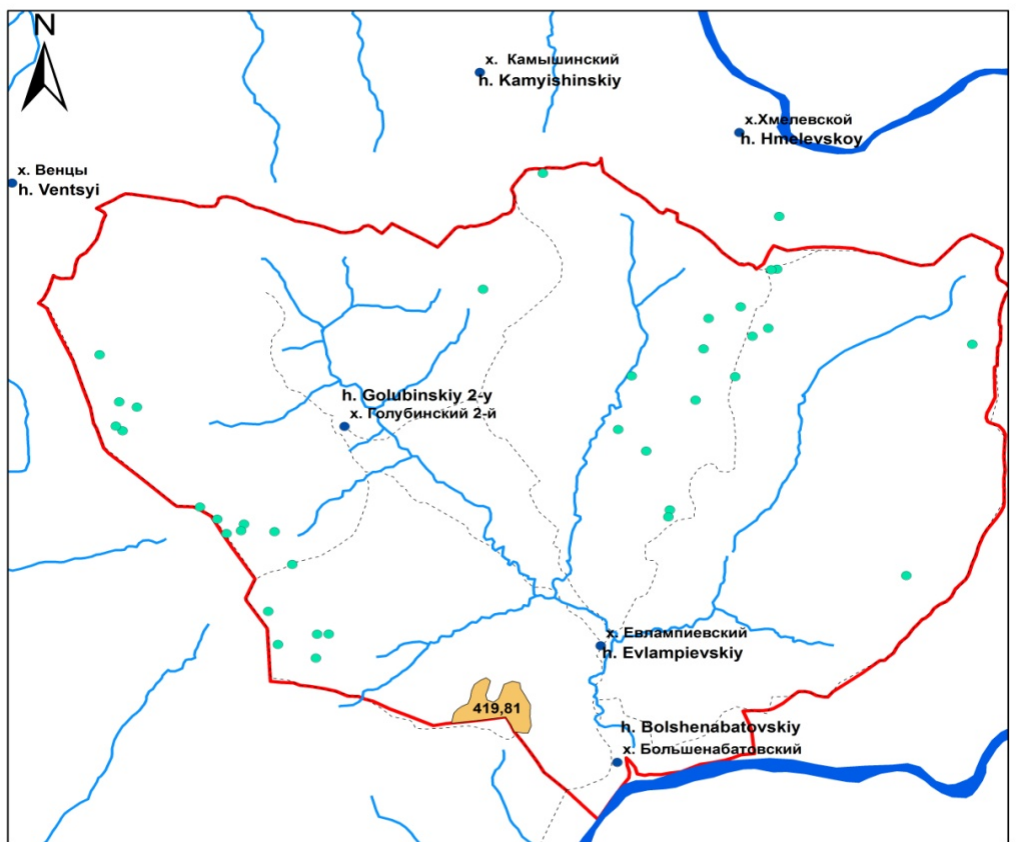 N
х. Камышинский
h. Kamyishinskiy
х.Хмелевской
h. Hmelevskoy
х. Венцы
h. Ventsyi
h. Golubinskiy 2-y
х. Голубинский 2-й
х. Евлампиевский
h. Evlampievskiy
419,81
h. Bolshenabatovskiy
х. Большенабатовский